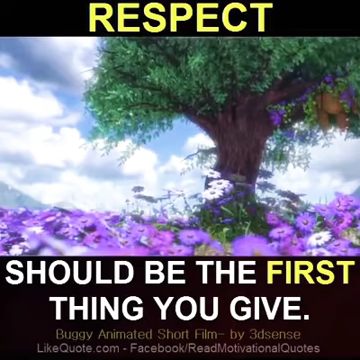 RESPECT
SHOULD BE THE FIRST
THING YOU GIVE.
Buggy Animated Short Film- by 3dsense
LikeQuote.com - Facebook/ReadMotivationalQuotes